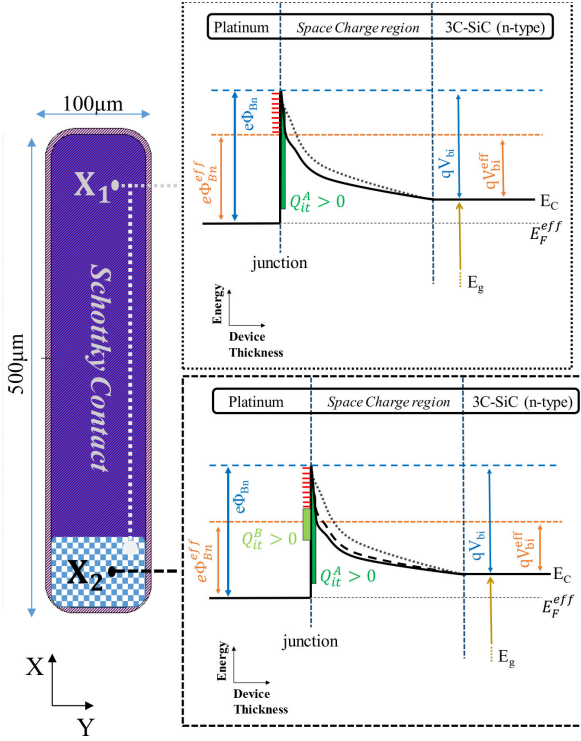 100μm
500μm
X₁
Schottky Contact
X₂
X
Y
Platinum Space Charge region 3C-SiC (n-type)
eΦ_Bn
eΦ_Bn^eff
qV_bi
qV_bi^eff
Q_it^A > 0
E_C
E_F^eff
E_g
junction
Energy
Device
Thickness
Platinum Space Charge region 3C-SiC (n-type)
eΦ_Bn
eΦ_Bn^eff
qV_bi
qV_bi^eff
Q_it^B > 0
Q_it^A > 0
E_C
E_F^eff
E_g
junction
Energy
Device
Thickness